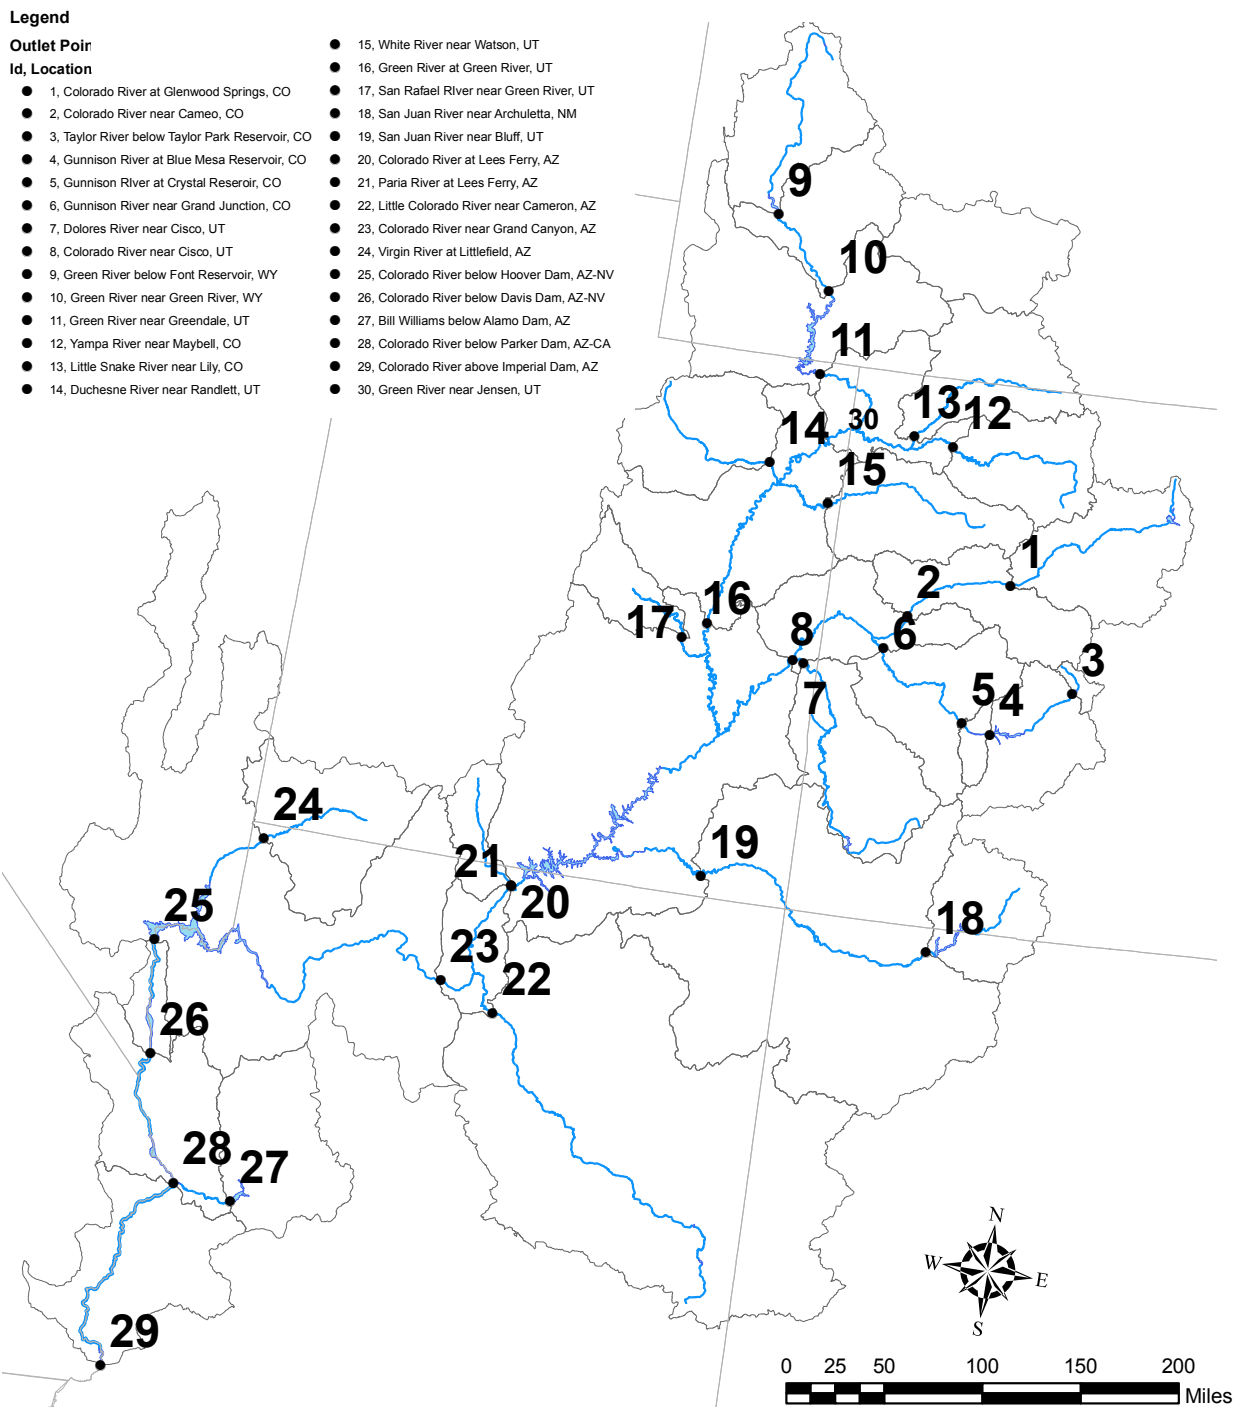 Legend
Outlet Poin
Id, Location
1, Colorado River at Glenwood Springs, CO
2, Colorado River near Cameo, CO
3, Taylor River below Taylor Park Reservoir, CO
4, Gunnison River at Blue Mesa Reservoir, CO
5, Gunnison RIver at Crystal Reseroir, CO
6, Gunnison River near Grand Junction, CO
7, Dolores River near Cisco, UT
8, Colorado River near Cisco, UT
9, Green River below Font Reservoir, WY
10, Green River near Green River, WY
11, Green River near Greendale, UT
12, Yampa River near Maybell, CO
13, Little Snake River near Lily, CO
14, Duchesne River near Randlett, UT
15, White River near Watson, UT
16, Green River at Green River, UT
17, San Rafael RIver near Green River, UT
18, San Juan River near Archuletta, NM
19, San Juan River near Bluff, UT
20, Colorado River at Lees Ferry, AZ
21, Paria River at Lees Ferry, AZ
22, Little Colorado River near Cameron, AZ
23, Colorado River near Grand Canyon, AZ
24, Virgin River at Littlefield, AZ
25, Colorado River below Hoover Dam, AZ-NV
26, Colorado River below Davis Dam, AZ-NV
27, Bill Williams below Alamo Dam, AZ
28, Colorado River below Parker Dam, AZ-CA
29, Colorado River above Imperial Dam, AZ
30, Green River near Jensen, UT
9
10
11
13
12
30
14
15
1
2
16
17
8
6
3
7
5
4
24
19
21
20
25
18
23
22
26
28
27
29
N
W
E
S
0 25 50 100 150 200
Miles